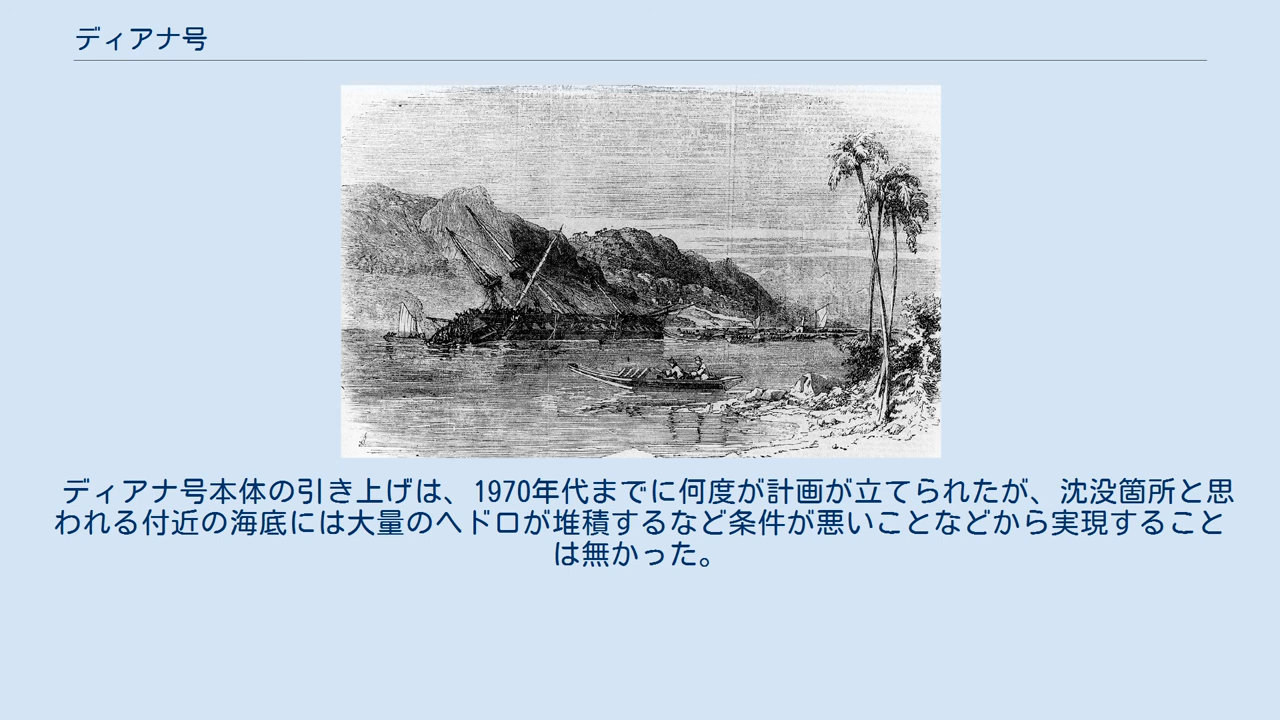 ディアナ号
ディアナ号本体の引き上げは、1970年代までに何度が計画が立てられたが、沈没箇所と思
われる付近の海底には大量のヘドロが堆積するなど条件が悪いことなどから実現すること
は無かった。